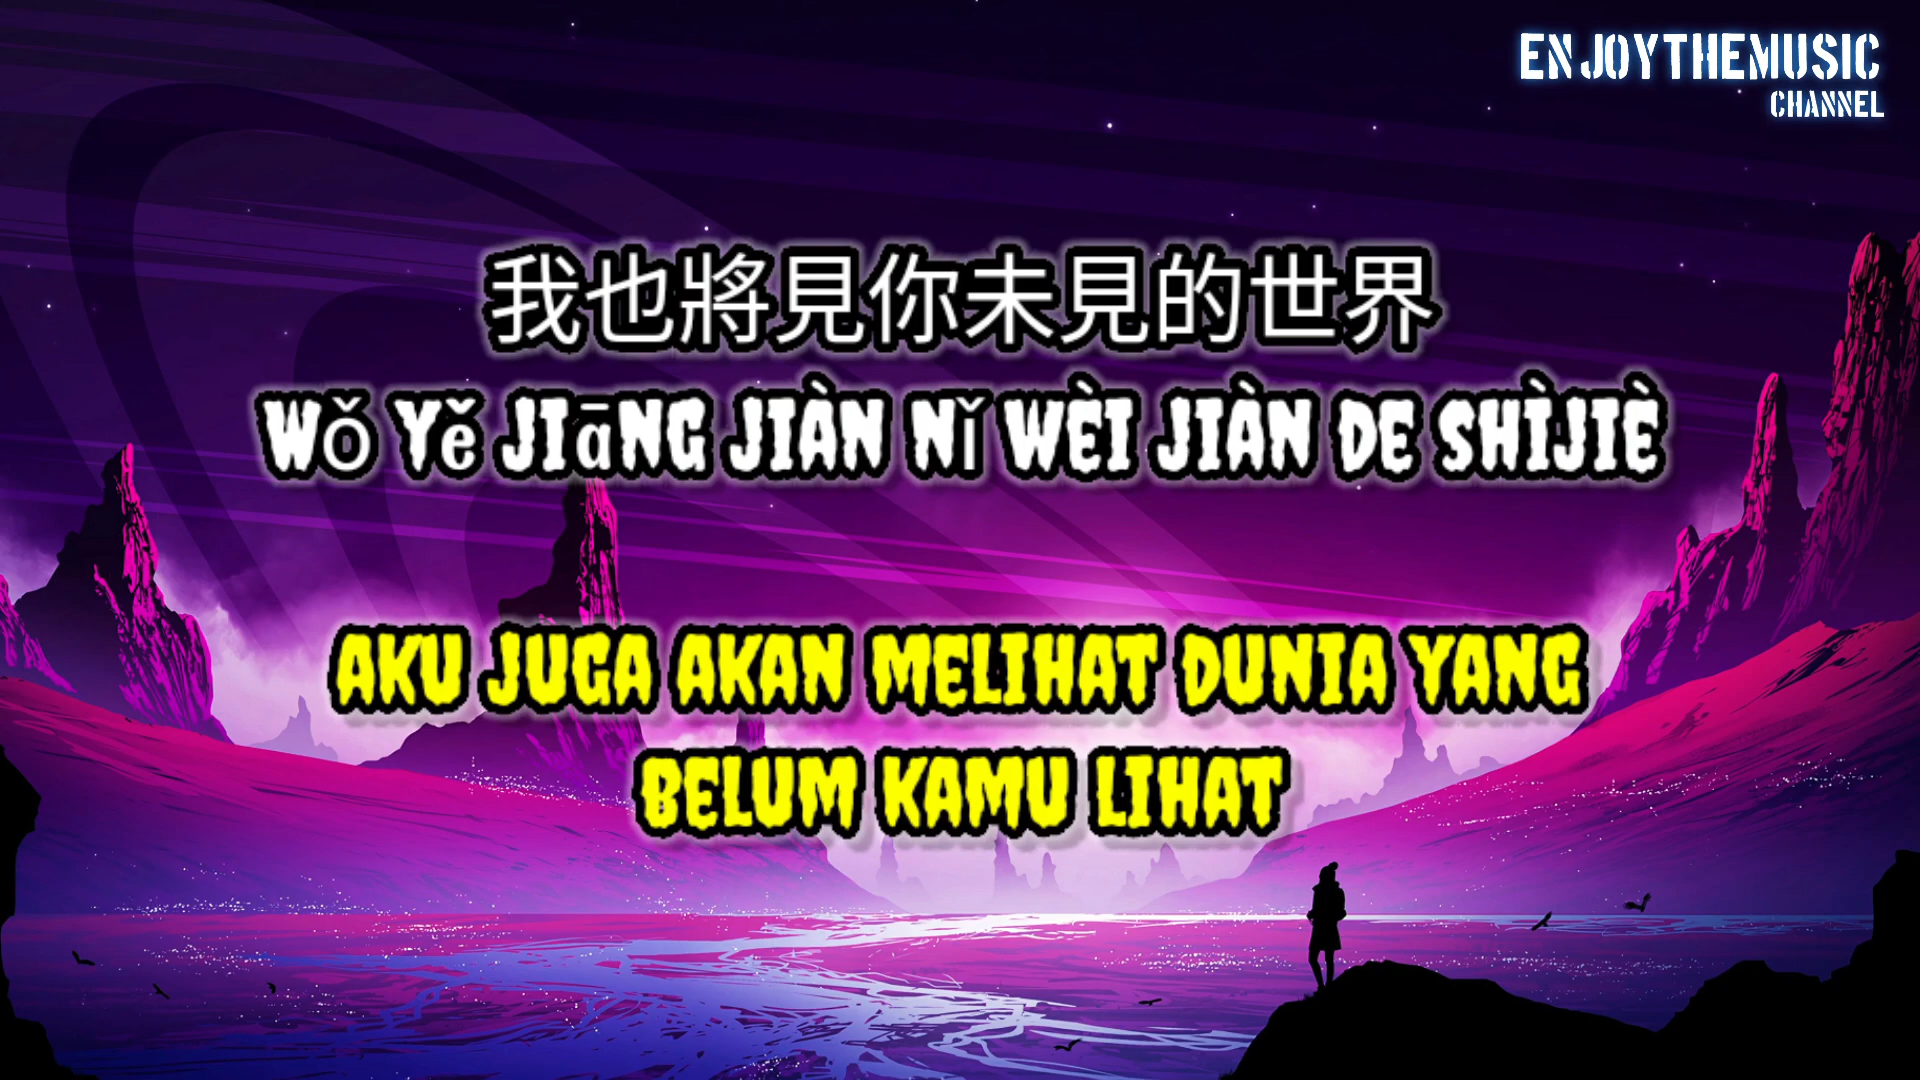 ENJOYTHEMUSIC
CHANNEL
我也將見你未見的世界
WǑ YĚ JIĀNG JIÀN NǏ WÈI JIÀN DE SHÌJIÈ
AKU JUGA AKAN MELIHAT DUNIA YANG
BELUM KAMU LIHAT